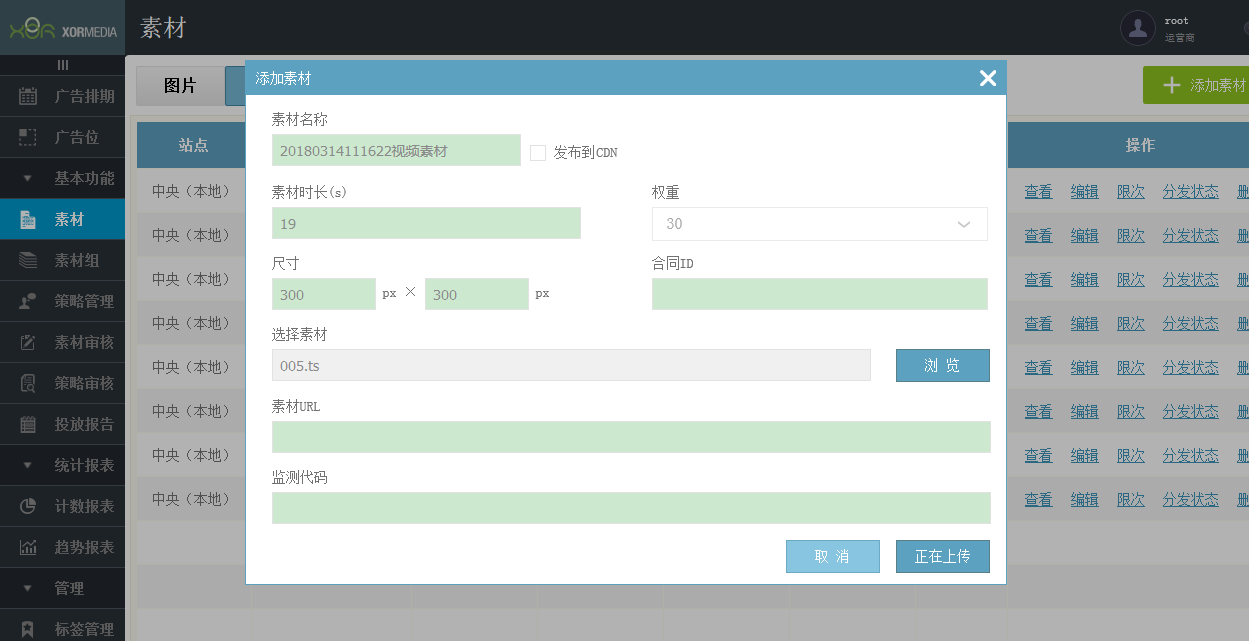 XORMEDIA
素材
root
运营商
广告排期
广告位
基本功能
素材
素材组
策略管理
素材审核
策略审核
投放报告
统计报表
计数报表
趋势报表
管理
标签管理
图片
添加素材
站点
操作
中央（本地） 查看 编辑 限次 分发状态
中央（本地） 查看 编辑 限次 分发状态
中央（本地） 查看 编辑 限次 分发状态
中央（本地） 查看 编辑 限次 分发状态
中央（本地） 查看 编辑 限次 分发状态
中央（本地） 查看 编辑 限次 分发状态
中央（本地） 查看 编辑 限次 分发状态
中央（本地） 查看 编辑 限次 分发状态
添加素材
素材名称
20180314111622视频素材 发布到CDN
素材时长(s) 权重
19 30
尺寸 合同ID
300 px × 300 px
选择素材
005.ts 浏 览
素材URL
监测代码
取 消 正在上传